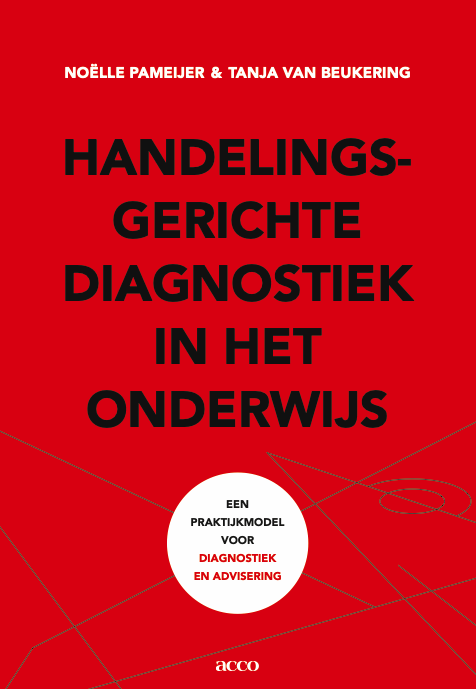 NOËLLE PAMEIJER & TANJA VAN BEUKERING
HANDELINGS-
GERICHTE
DIAGNOSTIEK
IN HET
ONDERWIJS
EEN
PRAKTIJKMODEL
VOOR
DIAGNOSTIEK
EN ADVISERING
acco